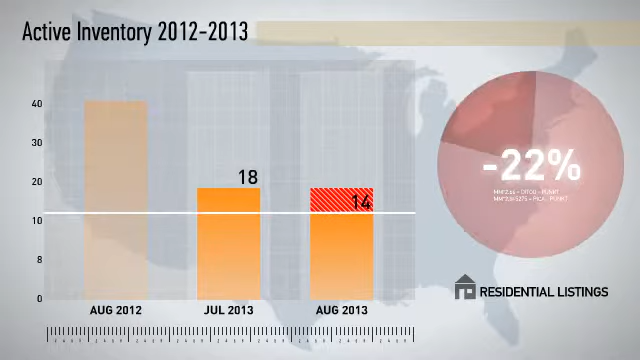 Active Inventory 2012-2013
40
30
20
10
8
0
18
14
AUG 2012
JUL 2013
AUG 2013
-22%
RESIDENTIAL LISTINGS